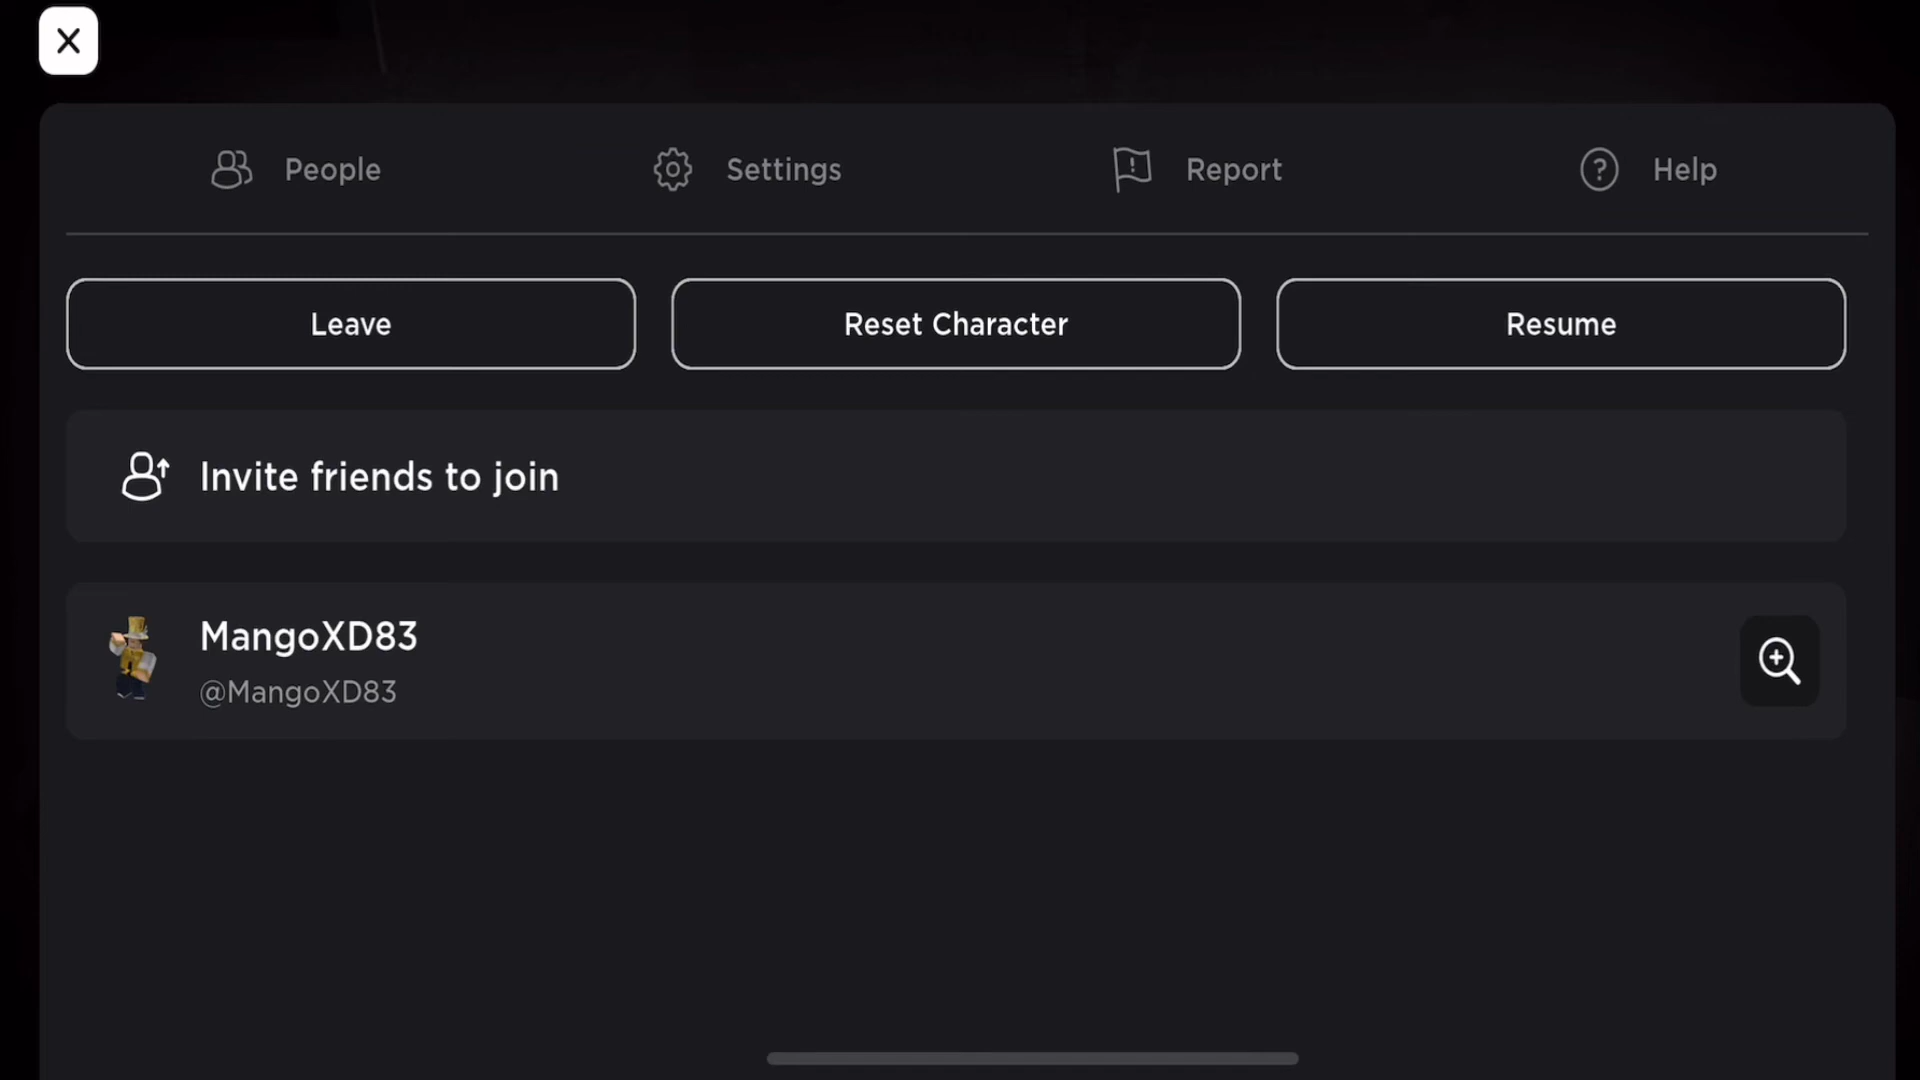 People
Settings
Report
Help
Leave
Reset Character
Resume
Invite friends to join
MangoXD83
@MangoXD83